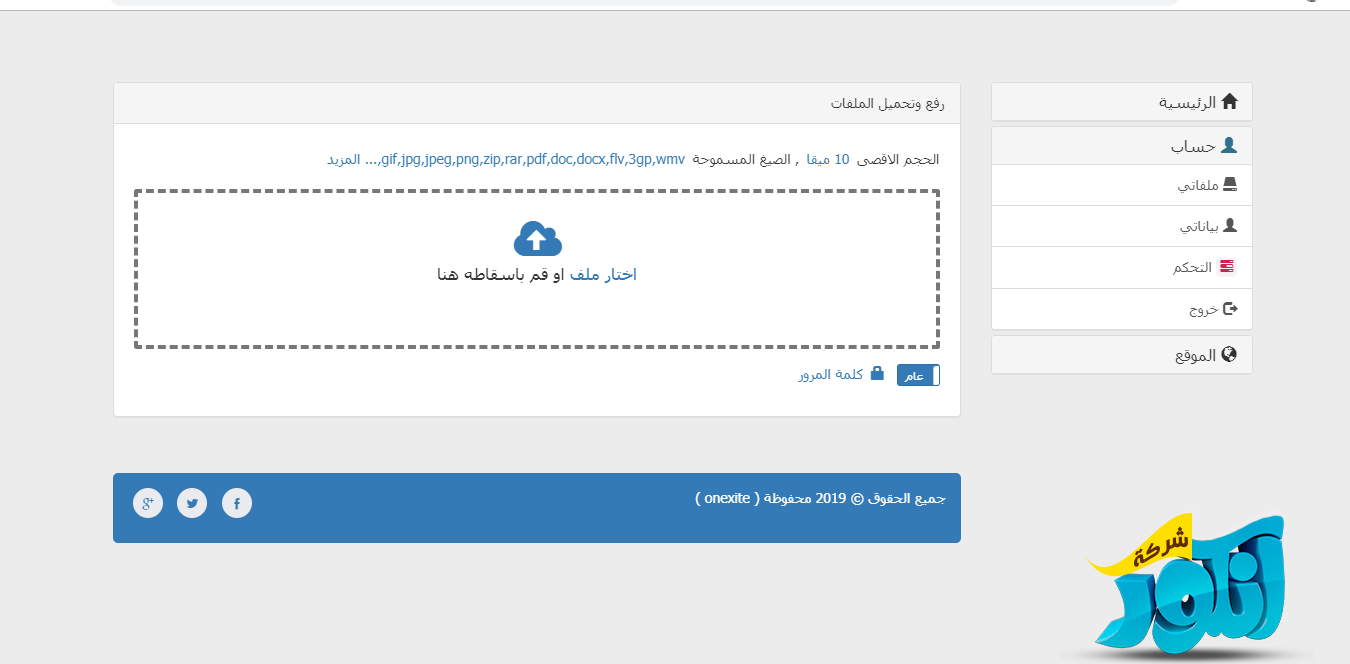 الرئيسية
حساب
ملفاتي
بياناتي
التحكم
خروج
الموقع
رفع وتحميل الملفات
الحجم الاقصى 10 ميقا , الصيغ المسموحة gif,jpg,jpeg,png,zip,rar,pdf,doc,docx,flv,3gp,wmv,... المزيد
اختار ملف او قم باسقاطه هنا
عام كلمة المرور
جميع الحقوق © 2019 محفوظة ( onexite )
شركة
انكور